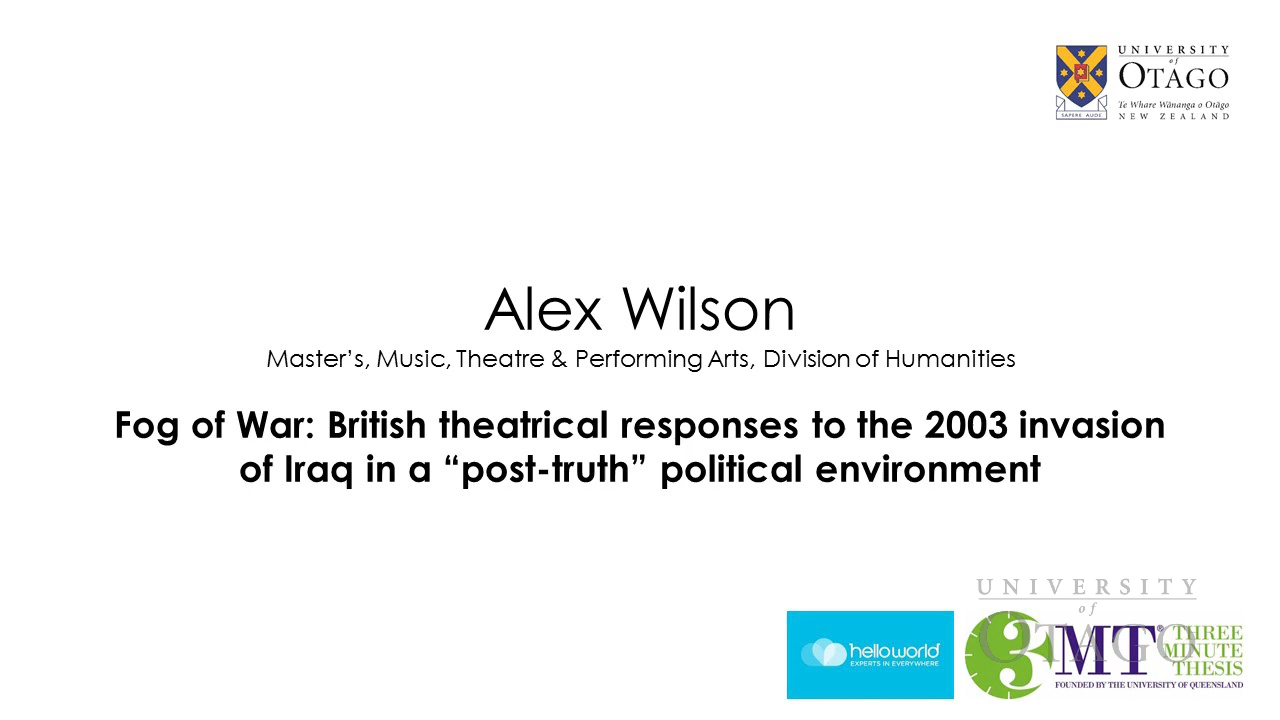 UNIVERSITY
of
OTAGO
Te Whare Wānanga o Otāgo
NEW ZEALAND
SAPERE AUDE
Alex Wilson
Master’s, Music, Theatre & Performing Arts, Division of Humanities
Fog of War: British theatrical responses to the 2003 invasion
of Iraq in a “post-truth” political environment
UNIVERSITY
of
OTAGO
helloworld
EXPERTS IN EVERYWHERE
3MT® THREE
MINUTE
THESIS
FOUNDED BY THE UNIVERSITY OF QUEENSLAND